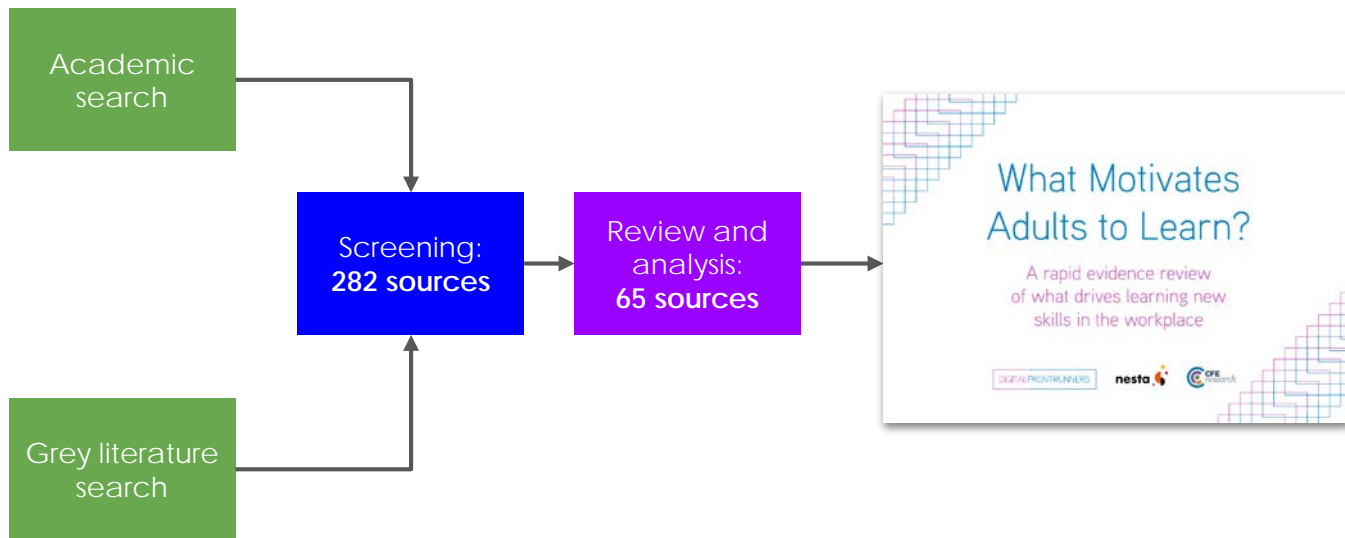 Academic
search
Screening:
282 sources
Review and
analysis:
65 sources
What Motivates
Adults to Learn?
A rapid evidence review
of what drives learning new
skills in the workplace
DIGITALFRONTRUNNERS
nesta
CFE
research
Grey literature
search